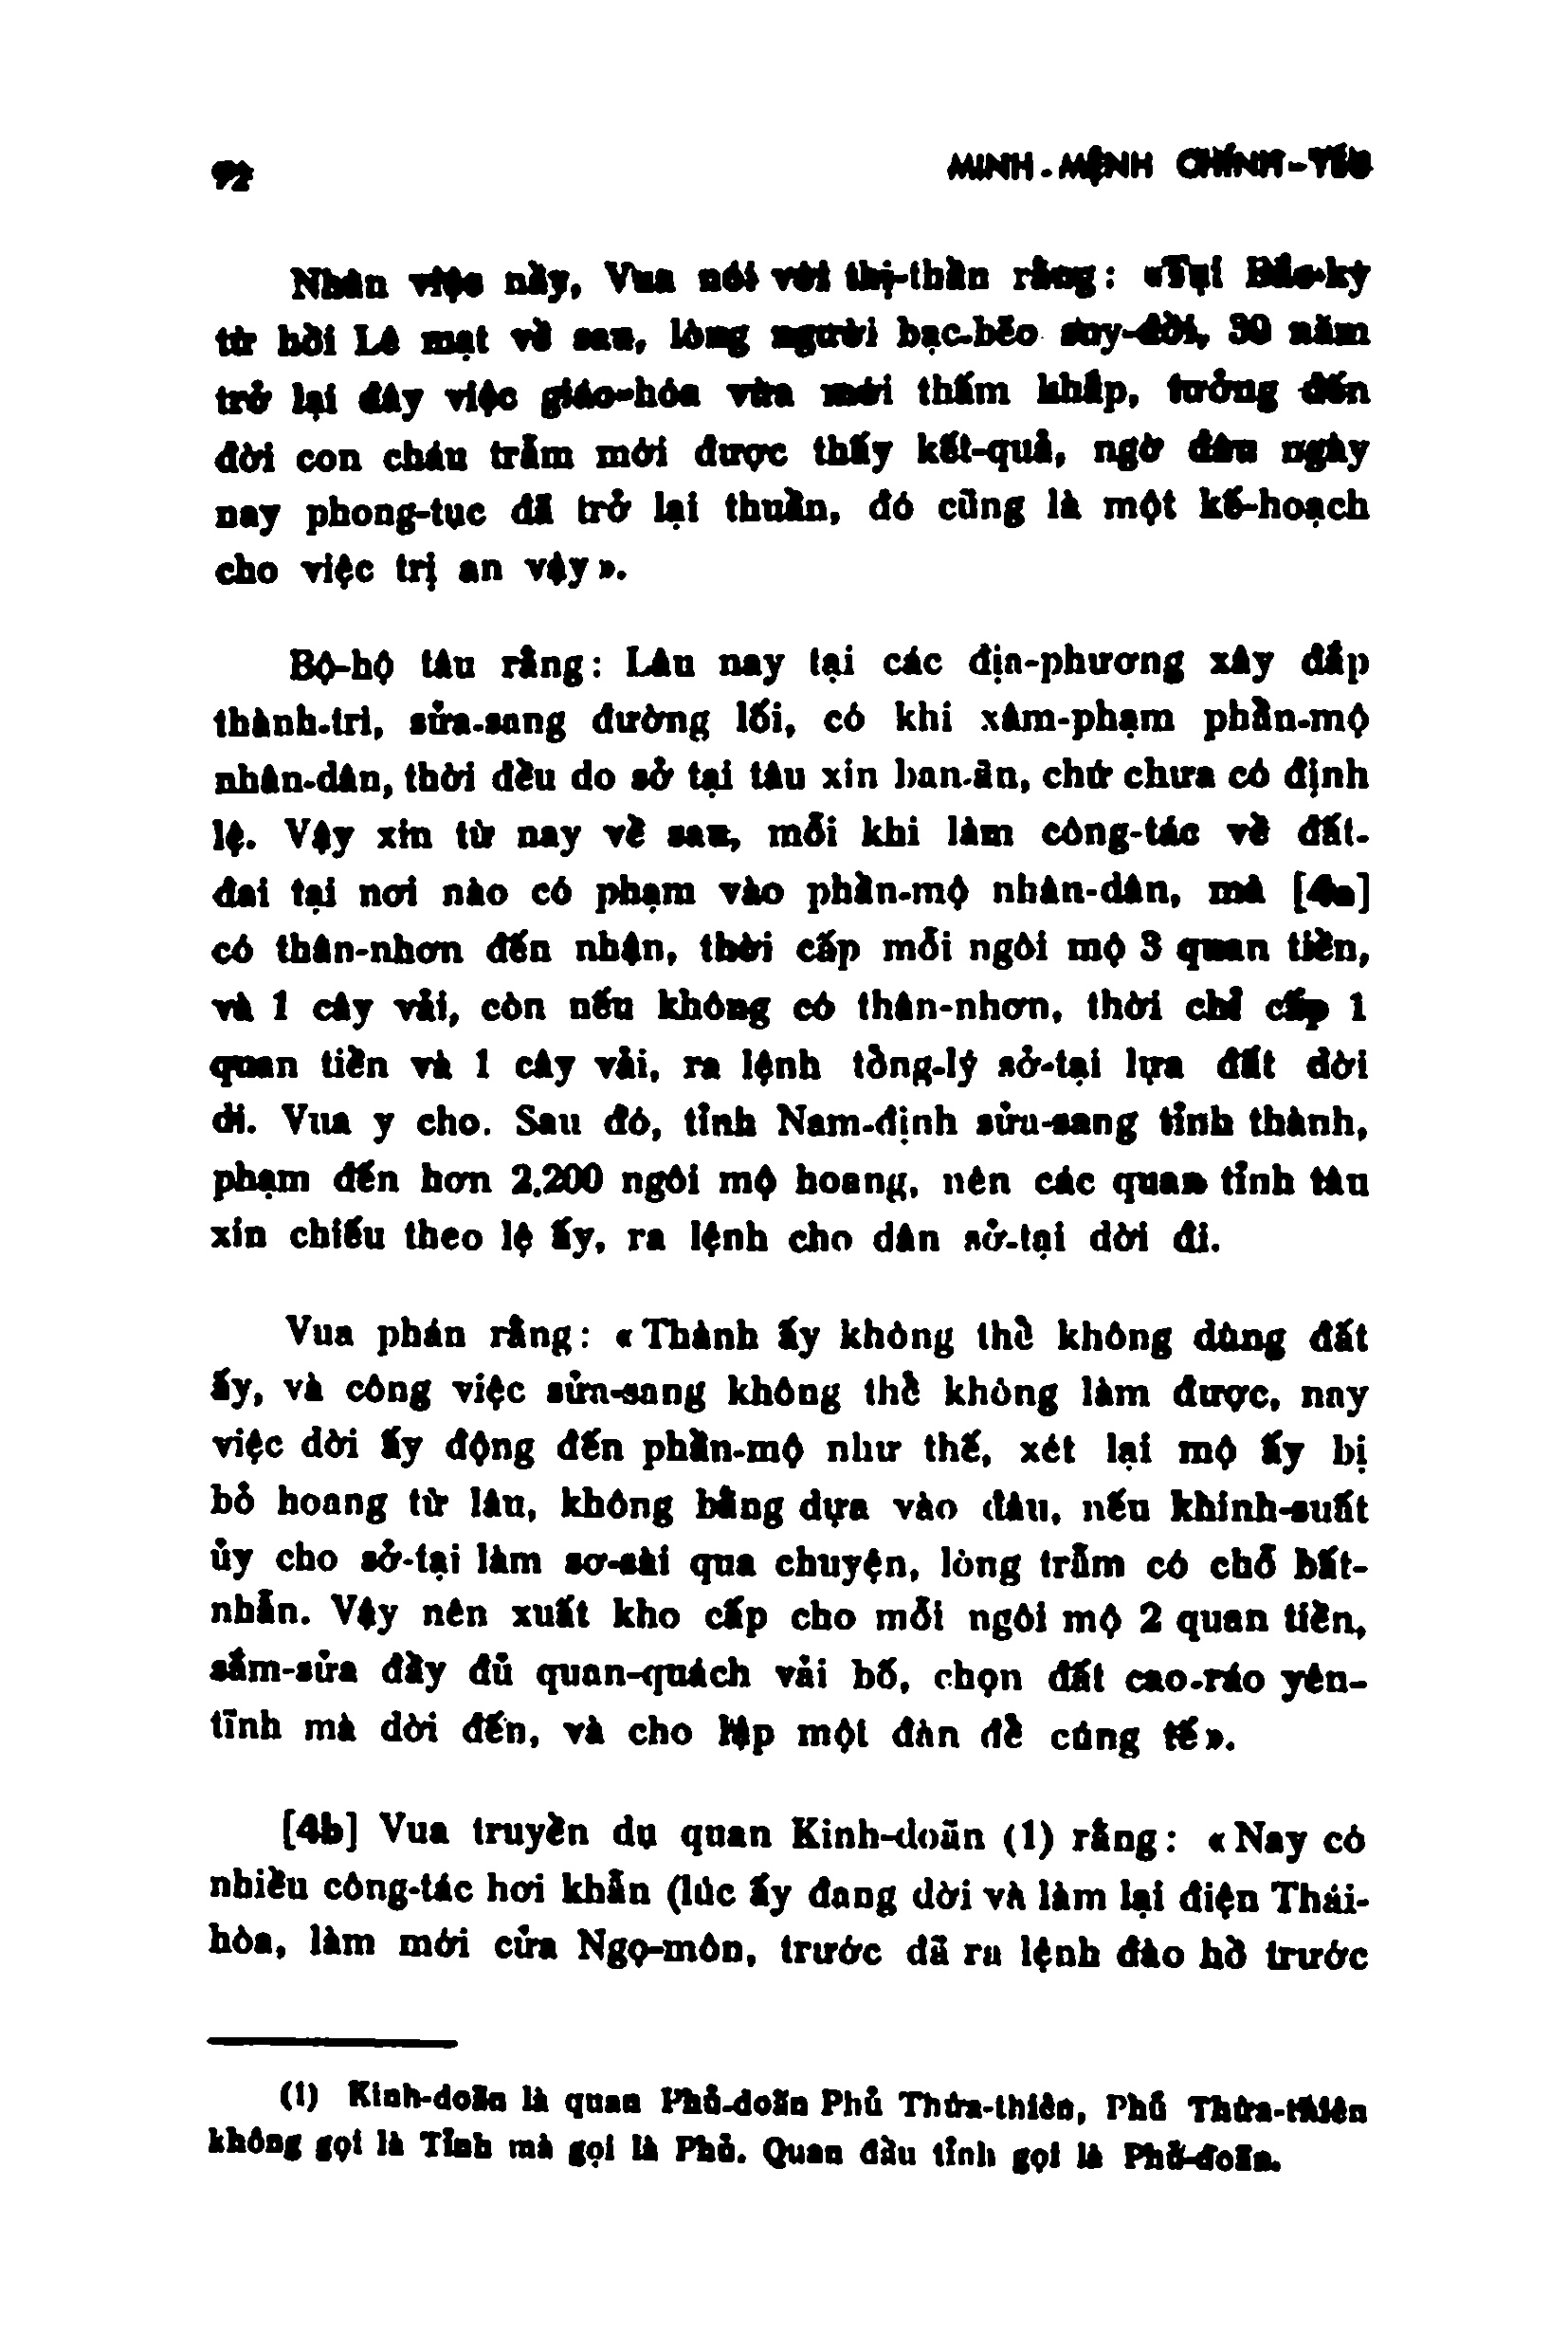 92
MINH-MỆNH CHÍNH-YẾU
Nhân việc nầy, Vua nói với thị-thần rằng: «Tại Bắc-kỳ
từ hồi Lê mạt về sau, lòng người bạc-bẽo suy-đồi, 30 năm
trở lại đây việc giáo-hóa vừa mới thấm khắp, tưởng đến
đời con cháu trẫm mới được thấy kết-quả, ngờ đâu ngày
nay phong-tục đã trở lại thuần, đó cũng là một kế-hoạch
cho việc trị an vậy».
Bộ-hộ tâu rằng: Lâu nay tại các địa-phương xây đắp
thành-trì, sửa-sang đường lối, có khi xâm-phạm phần-mộ
nhân-dân, thời đều do sở tại tâu xin ban-ân, chứ chưa có định
lệ. Vậy xin từ nay về sau, mỗi khi làm công-tác về đất-
đai tại nơi nào có phạm vào phần-mộ nhân-dân, mà [4a]
có thân-nhơn đến nhận, thời cấp mỗi ngôi mộ 3 quan tiền,
và 1 cây vải, còn nếu không có thân-nhơn, thời chỉ cấp 1
quan tiền và 1 cây vải, ra lệnh tổng-lý sở-tại lựa đất dời
đi. Vua y cho. Sau đó, tỉnh Nam-định sửa-sang tỉnh thành,
phạm đến hơn 2.200 ngôi mộ hoang, nên các quan tỉnh tâu
xin chiếu theo lệ ấy, ra lệnh cho dân sở-tại dời đi.
Vua phán rằng: «Thành ấy không thể không dùng đất
ấy, và công việc sửa-sang không thể không làm được, nay
việc dời ấy động đến phần-mộ như thế, xét lại mộ ấy bị
bỏ hoang từ lâu, không bằng dựa vào đâu, nếu khinh-suất
ủy cho sở-tại làm sơ-sài qua chuyện, lòng trẫm có chỗ bất-
nhẫn. Vậy nên xuất kho cấp cho mỗi ngôi mộ 2 quan tiền,
sắm-sửa đầy đủ quan-quách vải bố, chọn đất cao-ráo yên-
tĩnh mà dời đến, và cho lập một đàn để cúng tế».
[4b] Vua truyền dụ quan Kinh-doãn (1) rằng: «Nay có
nhiều công-tác hơi khẩn (lúc ấy đang dời và làm lại điện Thái-
hòa, làm mới cửa Ngọ-môn, trước đã ra lệnh đào hồ trước
(1) Kinh-doãn là quan Phủ-doãn Phủ Thừa-thiên, Phủ Thừa-thiên
không gọi là Tỉnh mà gọi là Phủ. Quan đầu tỉnh gọi là Phủ-doãn.